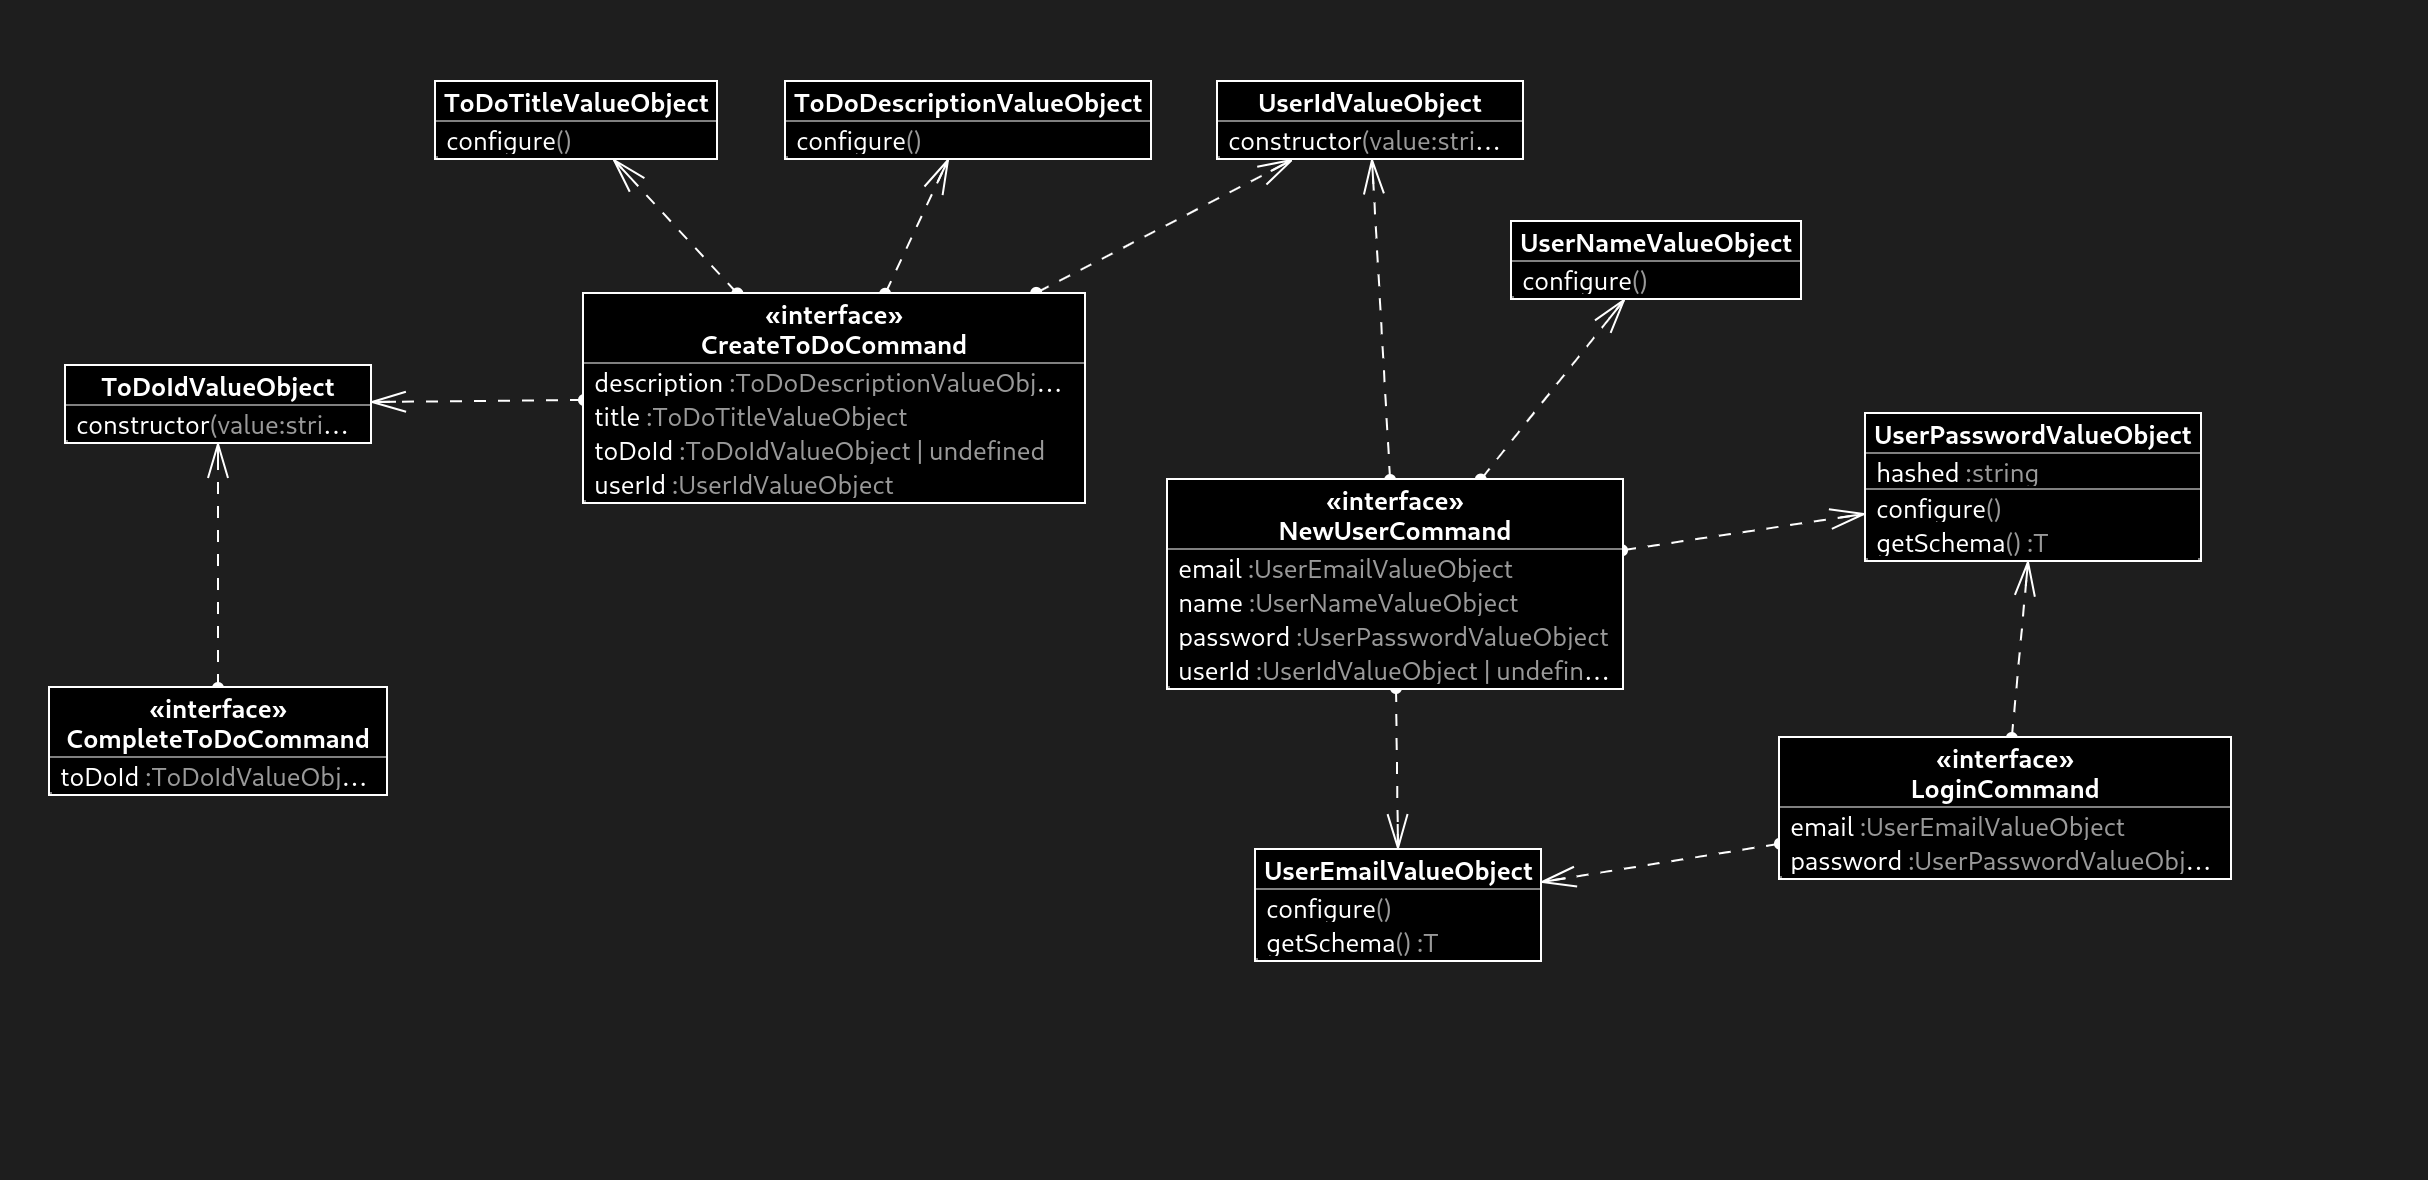 ToDoTitleValueObject
configure()
ToDoDescriptionValueObject
configure()
UserIdValueObject
constructor(value:stri...
UserNameValueObject
configure()
«interface»
CreateToDoCommand
description :ToDoDescriptionValueObj...
title :ToDoTitleValueObject
toDoId :ToDoIdValueObject | undefined
userId :UserIdValueObject
ToDoIdValueObject
constructor(value:stri...
UserPasswordValueObject
hashed :string
configure()
getSchema() :T
«interface»
NewUserCommand
email :UserEmailValueObject
name :UserNameValueObject
password :UserPasswordValueObject
userId :UserIdValueObject | undefin...
«interface»
CompleteToDoCommand
toDoId :ToDoIdValueObj...
«interface»
LoginCommand
email :UserEmailValueObject
password :UserPasswordValueObj...
UserEmailValueObject
configure()
getSchema() :T